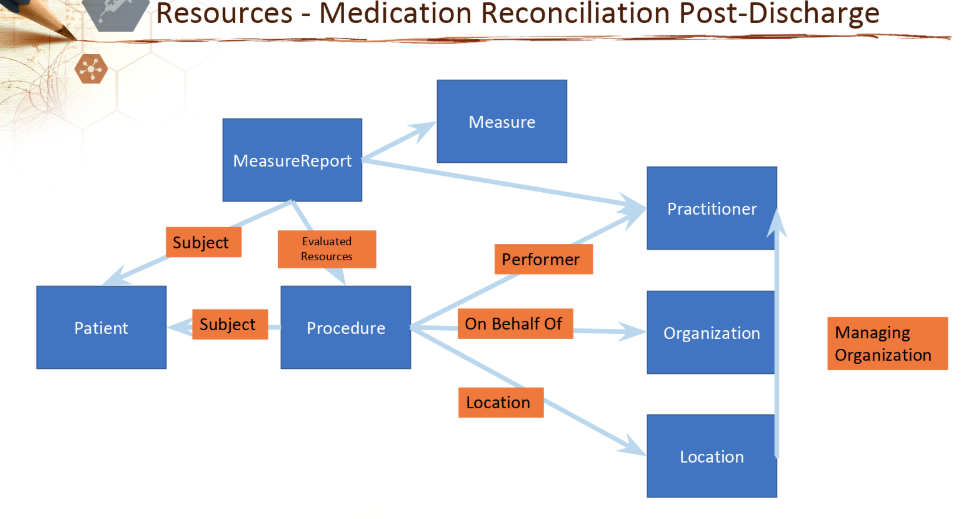 Resources - Medication Reconciliation Post-Discharge
Measure
MeasureReport
Practitioner
Subject
Evaluated
Resources
Performer
Patient
Subject
Procedure
On Behalf Of
Organization
Managing
Organization
Location
Location